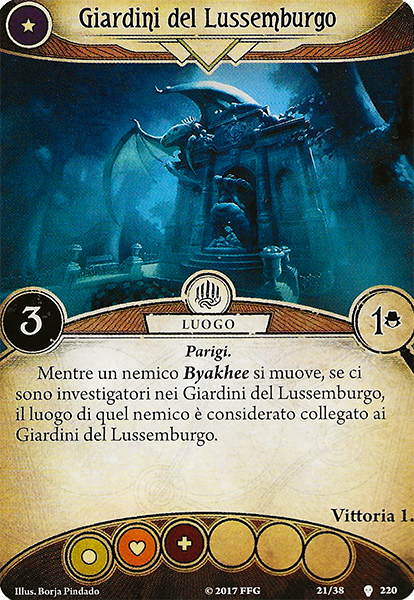 Giardini del Lussemburgo
3
LUOGO
1
Parigi.
Mentre un nemico Byakhee si muove, se ci
sono investigatori nei Giardini del Lussemburgo,
il luogo di quel nemico è considerato collegato ai
Giardini del Lussemburgo.
Vittoria 1.
Illus. Borja Pindado
© 2017 FFG
21/38
220